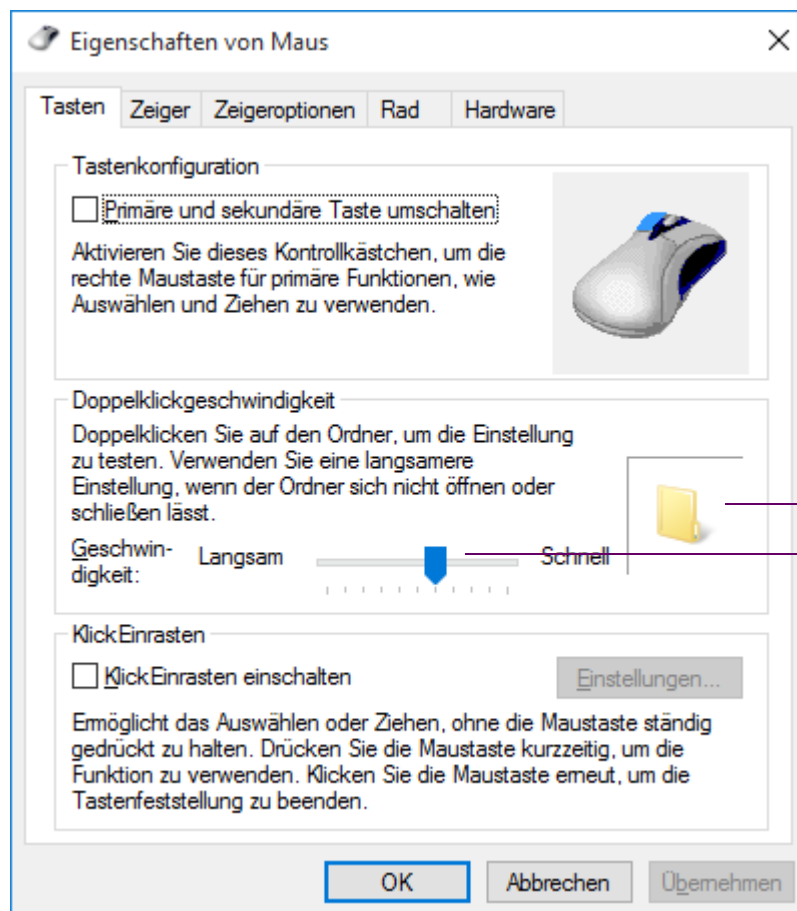 Eigenschaften von Maus
Tasten Zeiger Zeigeroptionen Rad Hardware
Tastenkonfiguration
Primäre und sekundäre Taste umschalten
Aktivieren Sie dieses Kontrollkästchen, um die
rechte Maustaste für primäre Funktionen, wie
Auswählen und Ziehen zu verwenden.
Doppelklickgeschwindigkeit
Doppelklicken Sie auf den Ordner, um die Einstellung
zu testen. Verwenden Sie eine langsamere
Einstellung, wenn der Ordner sich nicht öffnen oder
schließen lässt.
Geschwin-
digkeit:
Langsam Schnell
KlickEinrasten
KlickEinrasten einschalten Einstellungen...
Ermöglicht das Auswählen oder Ziehen, ohne die Maustaste ständig
gedrückt zu halten. Drücken Sie die Maustaste kurzzeitig, um die
Funktion zu verwenden. Klicken Sie die Maustaste erneut, um die
Tastenfeststellung zu beenden.
OK Abbrechen Übernehmen